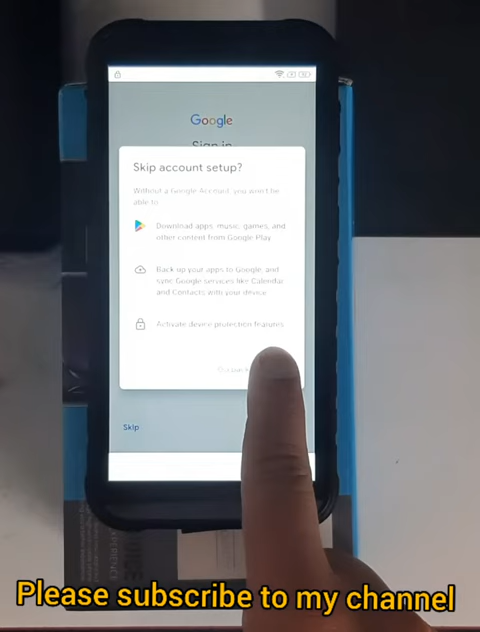 Google
Sign in
Skip account setup?
Without a Google Account, you won't be
able to:
Download apps, music, games, and
other content from Google Play
Back up your apps to Google, and
sync Google services like Calendar
and Contacts with your device
Activate device protection features
Skip
Please subscribe to my channel